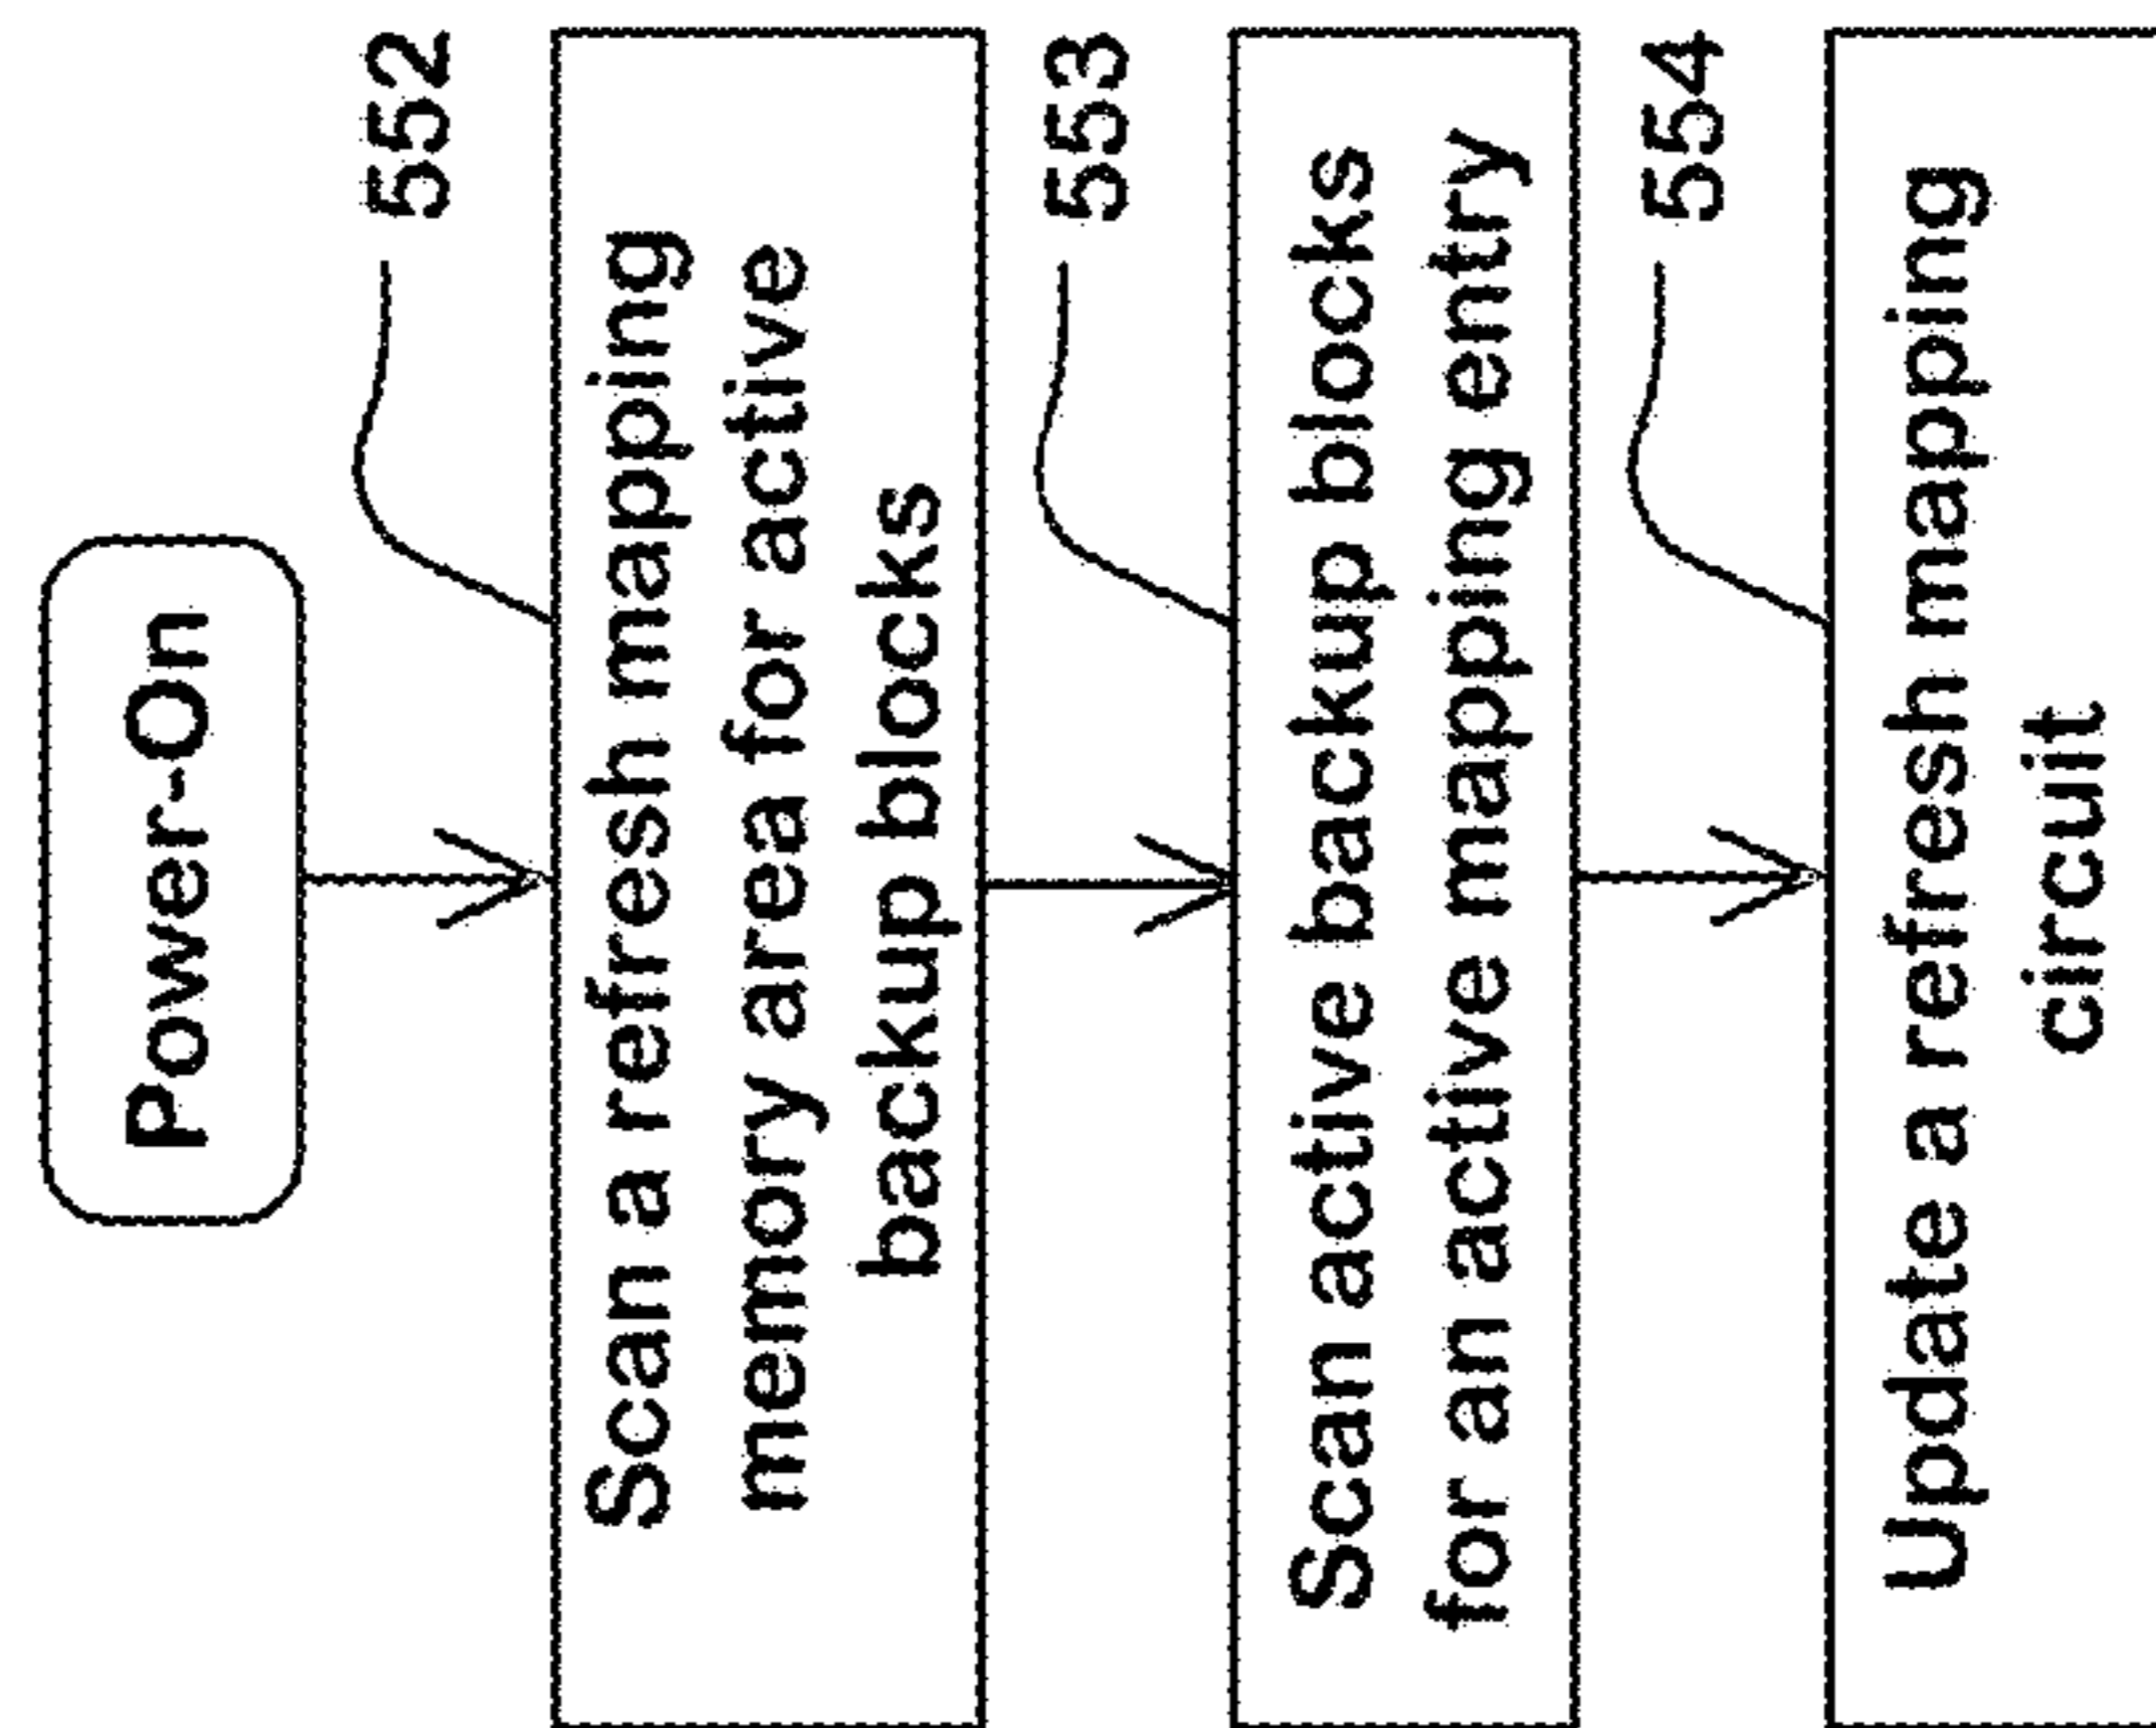 Power-On
552
Scan a refresh mapping
memory area for active
backup blocks
553
Scan active backup blocks
for an active mapping entry
554
Update a refresh mapping
circuit